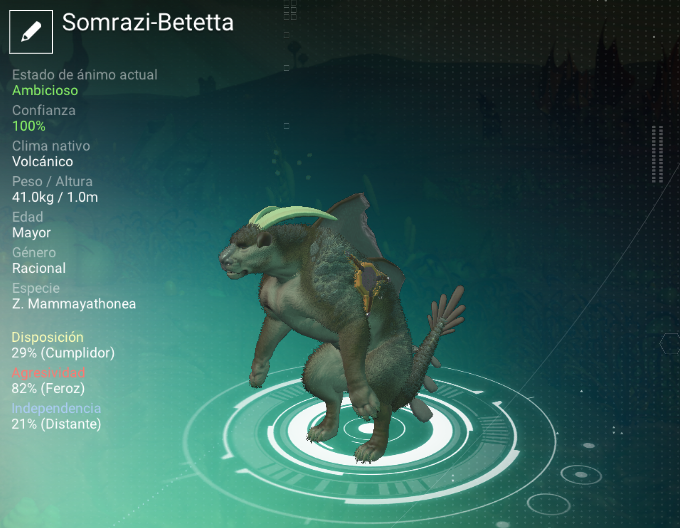 Somrazi-Betetta
Estado de ánimo actual
Ambicioso
Confianza
100%
Clima nativo
Volcánico
Peso / Altura
41.0kg / 1.0m
Edad
Mayor
Género
Racional
Especie
Z. Mammayathonea
Disposición
29% (Cumplidor)
Agresividad
82% (Feroz)
Independencia
21% (Distante)